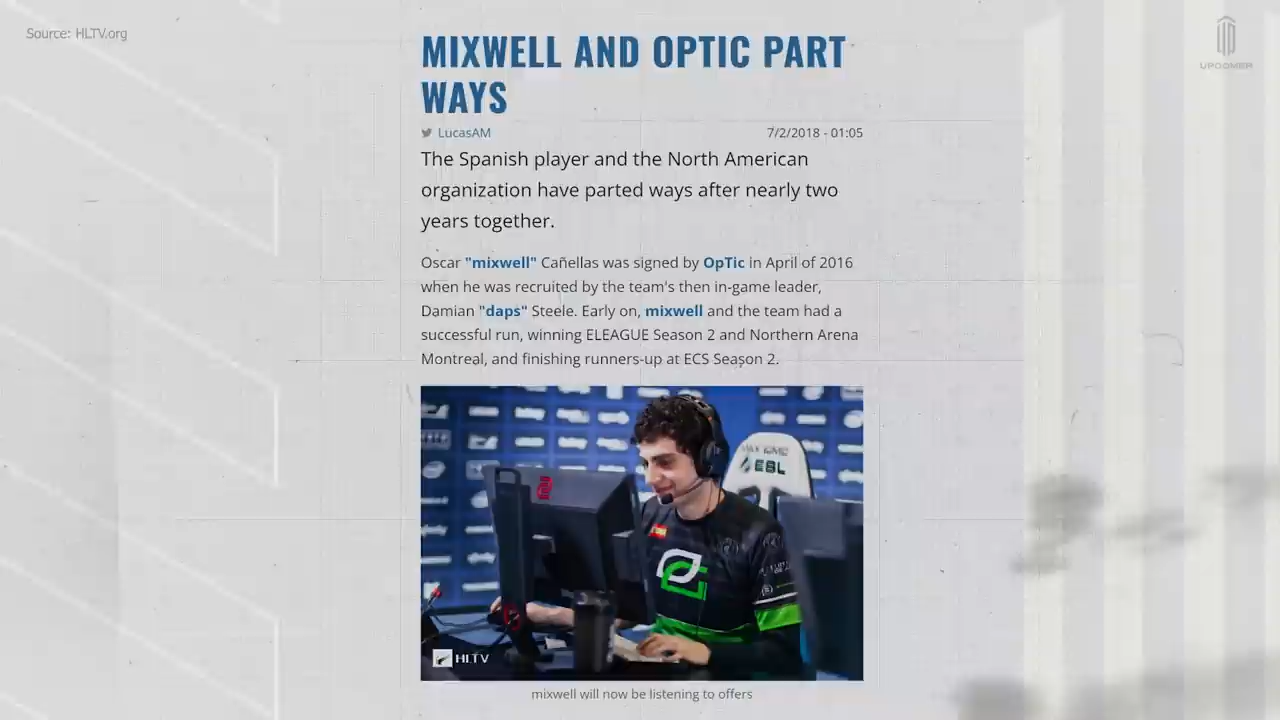 Source: HLTV.org
UPCOMER
MIXWELL AND OPTIC PART
WAYS
LucasAM
7/2/2018 - 01:05
The Spanish player and the North American
organization have parted ways after nearly two
years together.
Oscar "mixwell" Cañellas was signed by OpTic in April of 2016
when he was recruited by the team's then in-game leader,
Damian "daps" Steele. Early on, mixwell and the team had a
successful run, winning ELEAGUE Season 2 and Northern Arena
Montreal, and finishing runners-up at ECS Season 2.
ESL
HLTV
mixwell will now be listening to offers